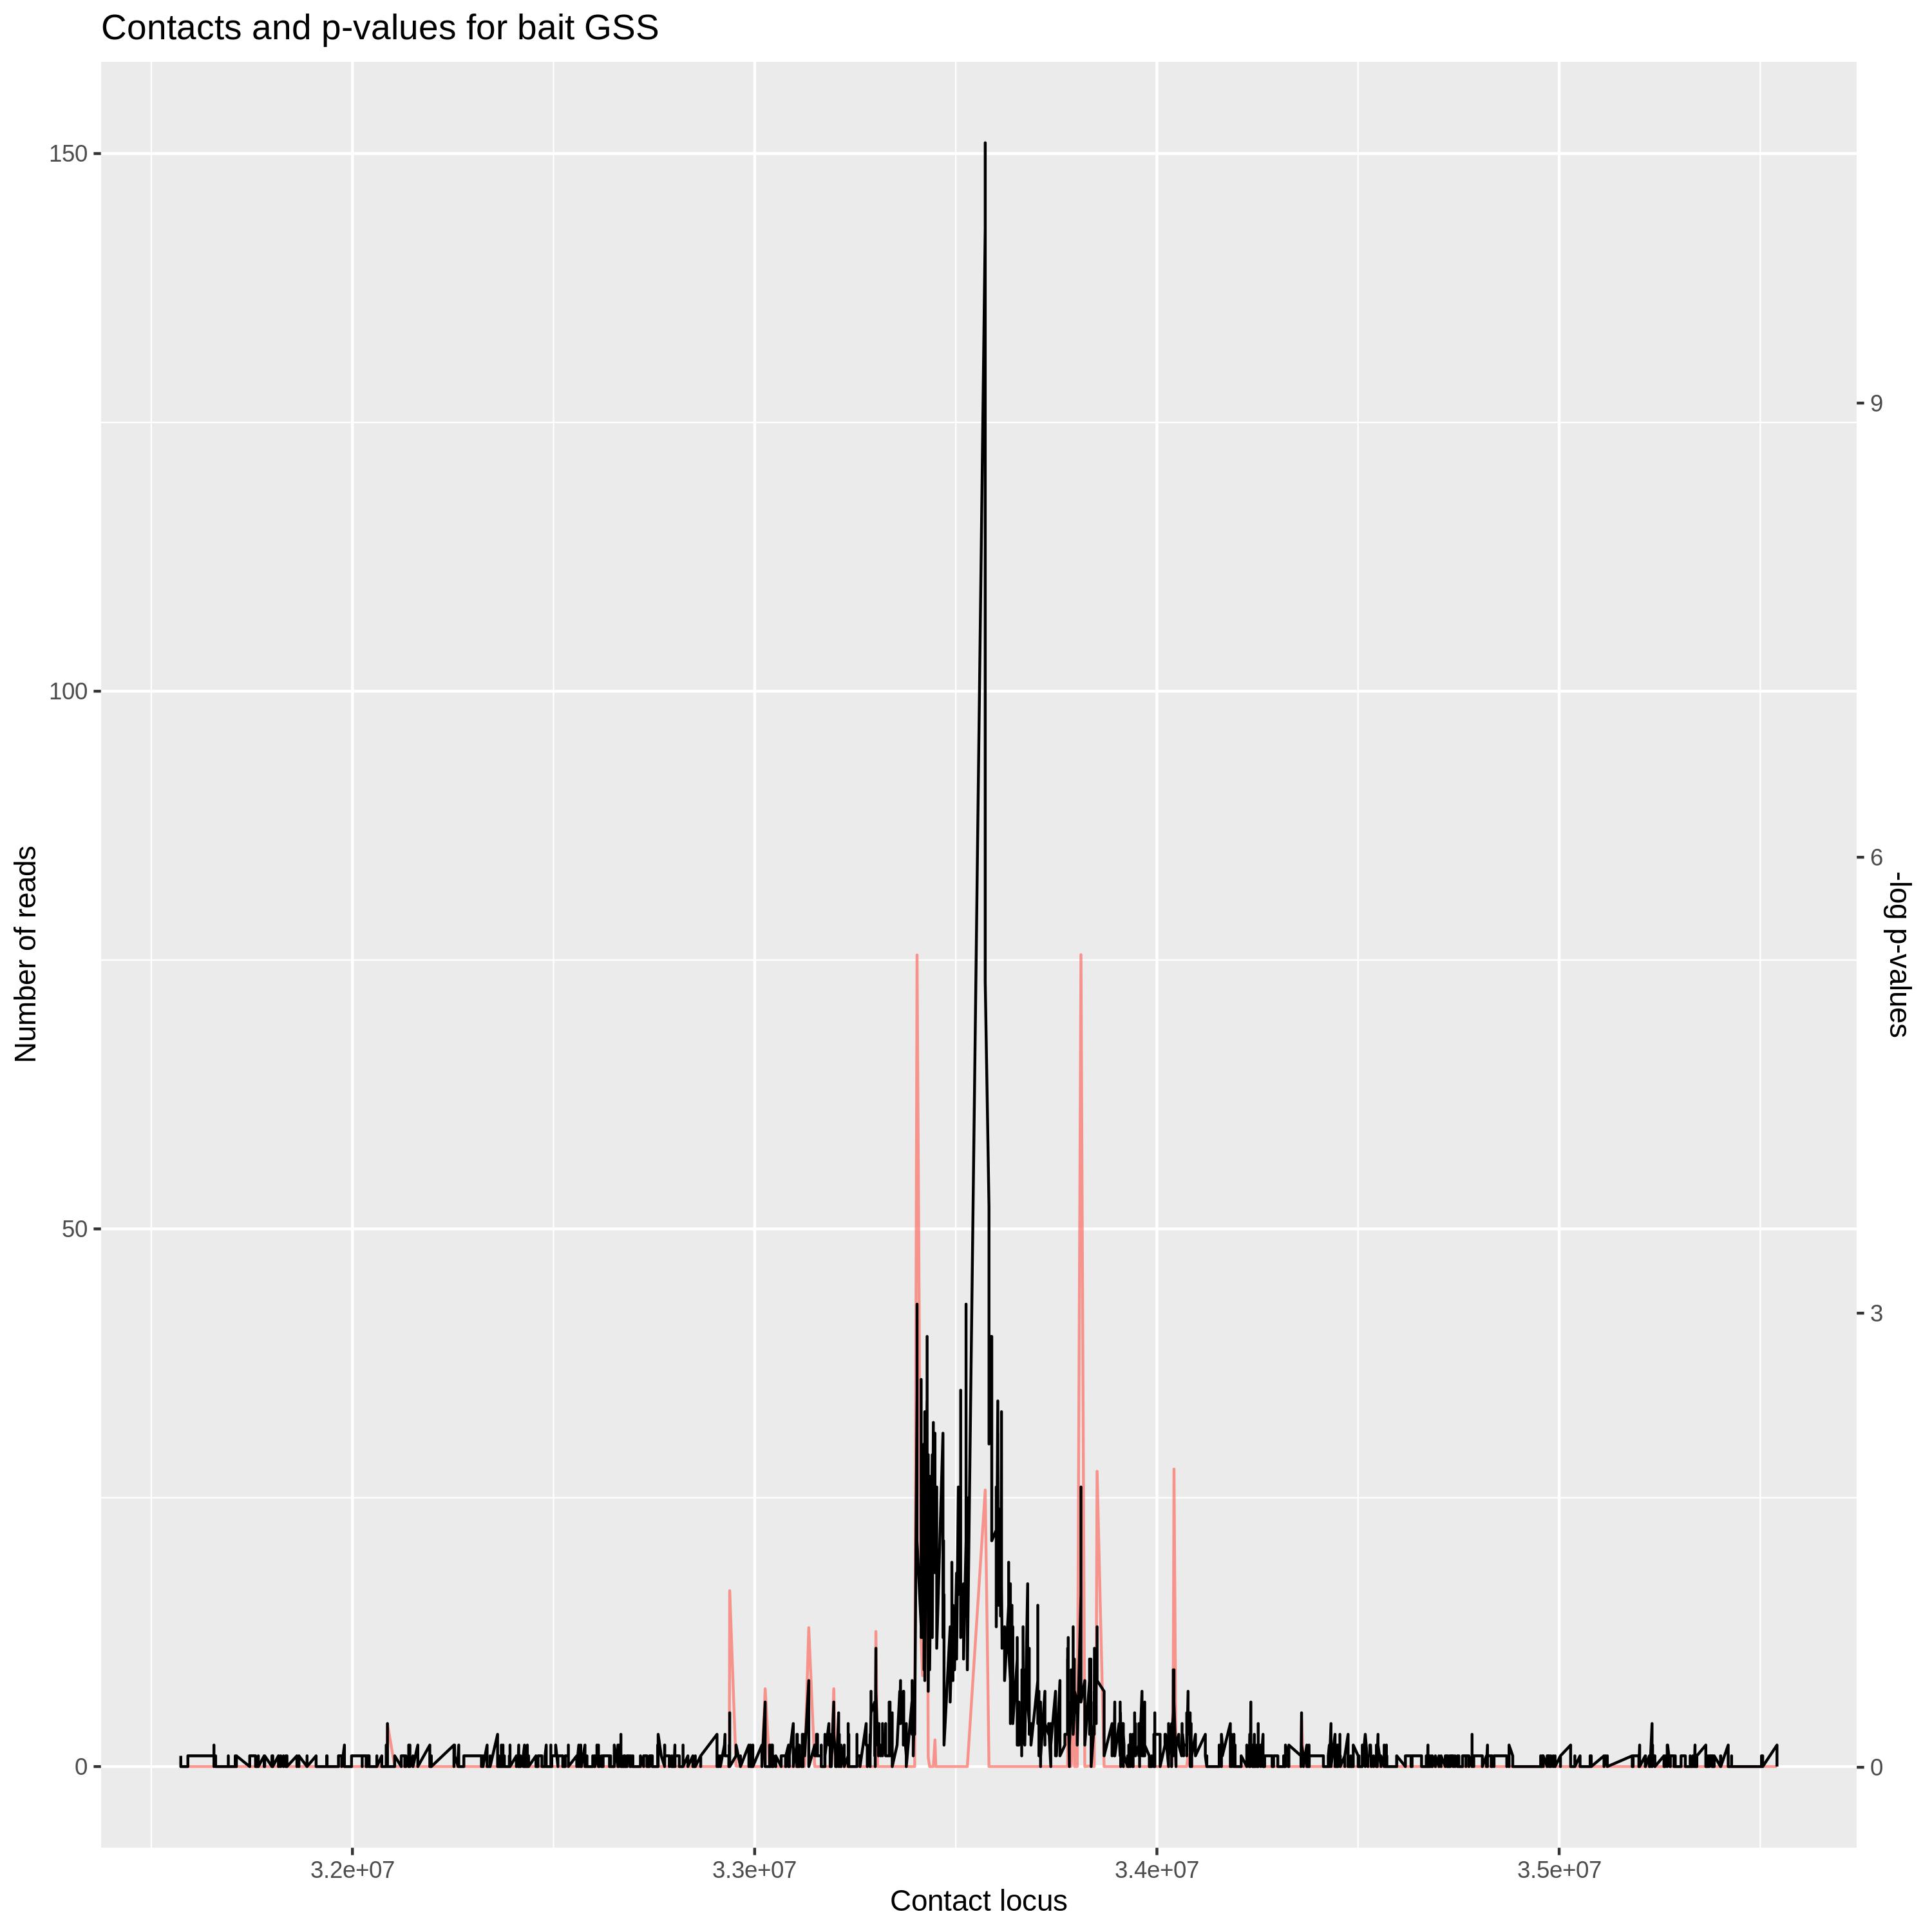 Contacts and p-values for bait GSS
150
100
50
0
Number of reads
9
6
3
0
-log p-values
3.2e+07
3.3e+07
3.4e+07
3.5e+07
Contact locus